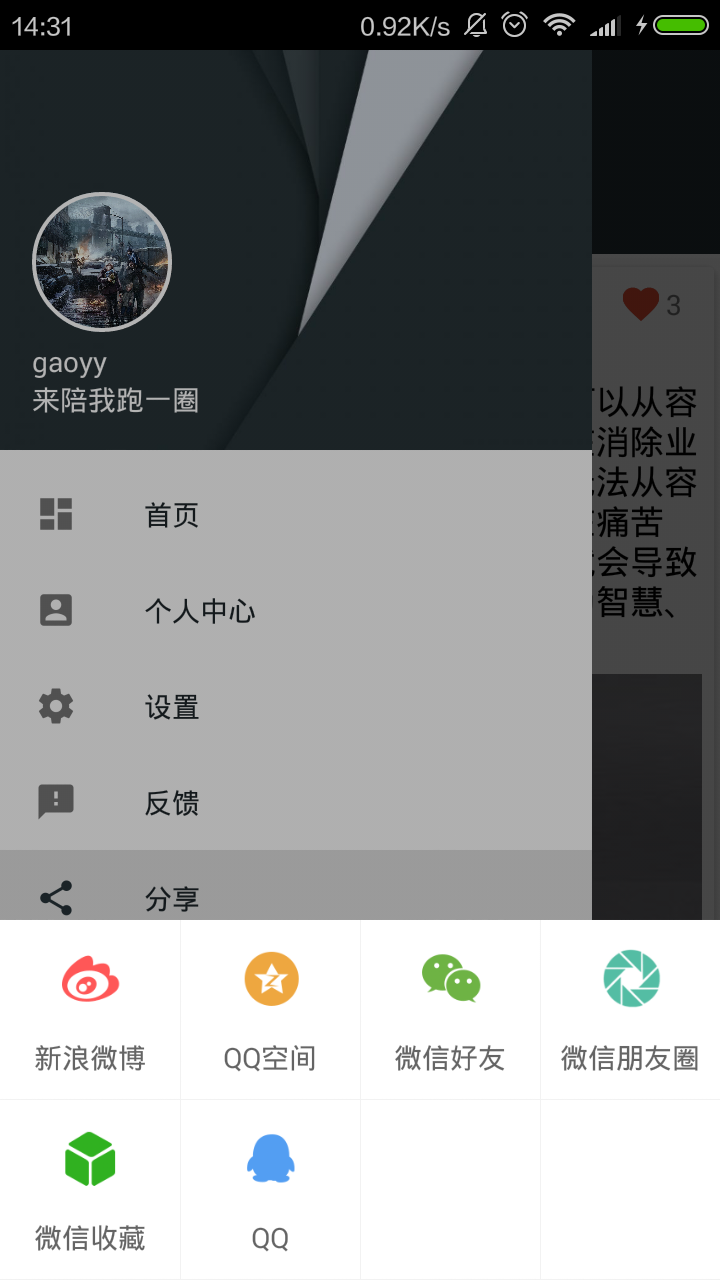 14:31
0.92K/s
gaoyy
来陪我跑一圈
3
以从容
消除业
法从容
痛苦
会导致
智慧、
首页
个人中心
设置
反馈
分享
新浪微博
QQ空间
微信好友
微信朋友圈
微信收藏
QQ